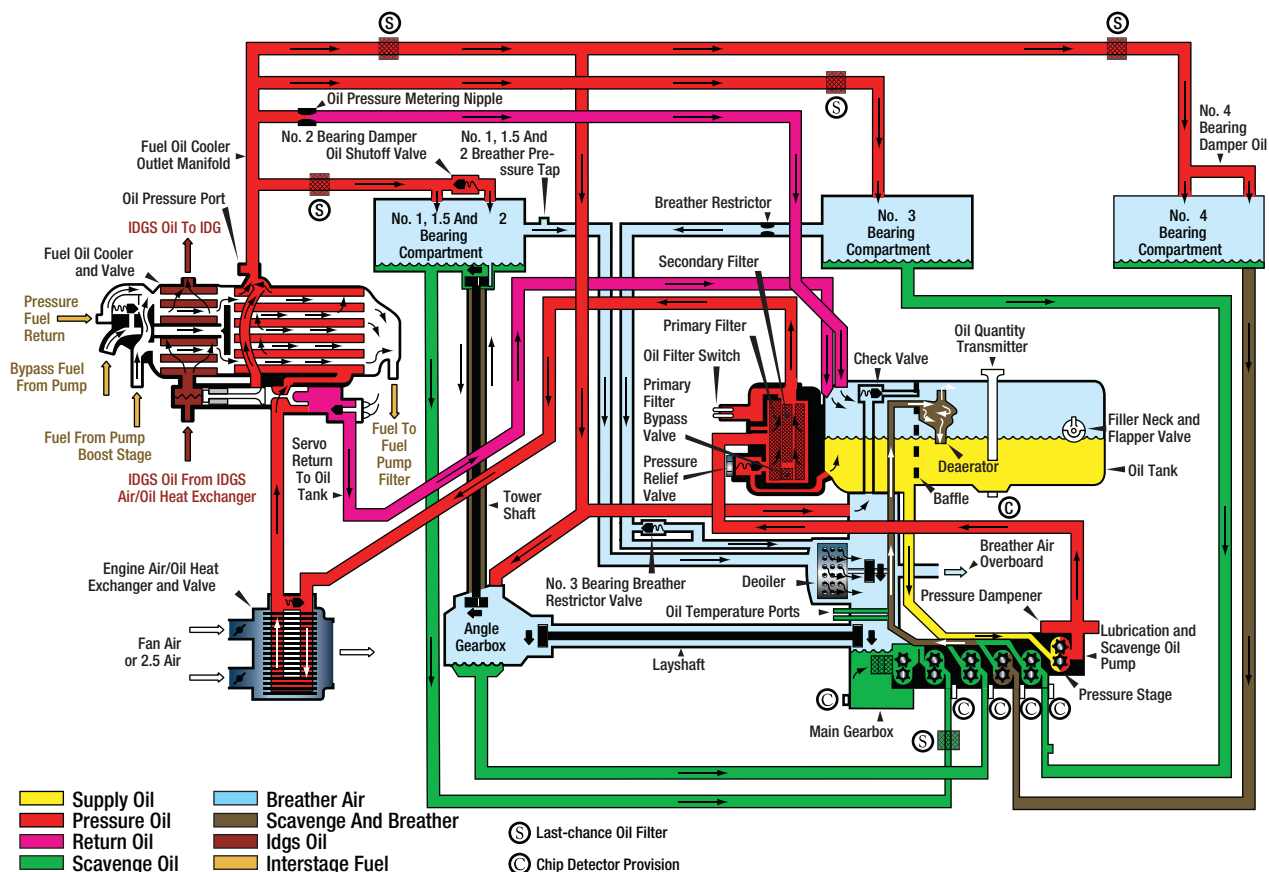 S
S
Oil Pressure Metering Nipple
S
No. 2 Bearing Damper
Oil Shutoff Valve
No. 1, 1.5 And
2 Breather Pre-
ssure Tap
No. 4
Bearing
Damper Oil
Fuel Oil Cooler
Outlet Manifold
S
Oil Pressure Port
IDGS Oil To IDG
Fuel Oil Cooler
and Valve
No. 1, 1.5 And 2
Bearing
Compartment
Breather Restrictor
No. 3
Bearing
Compartment
No. 4
Bearing
Compartment
Secondary Filter
Pressure
Fuel
Return
Primary Filter
Oil Filter Switch
Oil Quantity
Transmitter
Check Valve
Bypass Fuel
From Pump
Primary
Filter
Bypass
Valve
Fuel From Pump
Boost Stage
Fuel To
Fuel
Pump
Filter
Filler Neck and
Flapper Valve
Servo
Return
To Oil
Tank
Pressure
Relief
Valve
Deaerator
Oil Tank
IDGS Oil From IDGS
Air/Oil Heat Exchanger
Tower
Shaft
Baffle
C
Engine Air/Oil Heat
Exchanger and Valve
No. 3 Bearing Breather
Restrictor Valve
Deoiler
Breather Air
Overboard
Pressure Dampener
Oil Temperature Ports
Fan Air
or 2.5 Air
Angle
Gearbox
Layshaft
Lubrication and
Scavenge Oil
Pump
Pressure Stage
C
C
C
C
C
Main Gearbox
S
Supply Oil
Pressure Oil
Return Oil
Scavenge Oil
Breather Air
Scavenge And Breather
Idgs Oil
Interstage Fuel
S Last-chance Oil Filter
C Chip Detector Provision